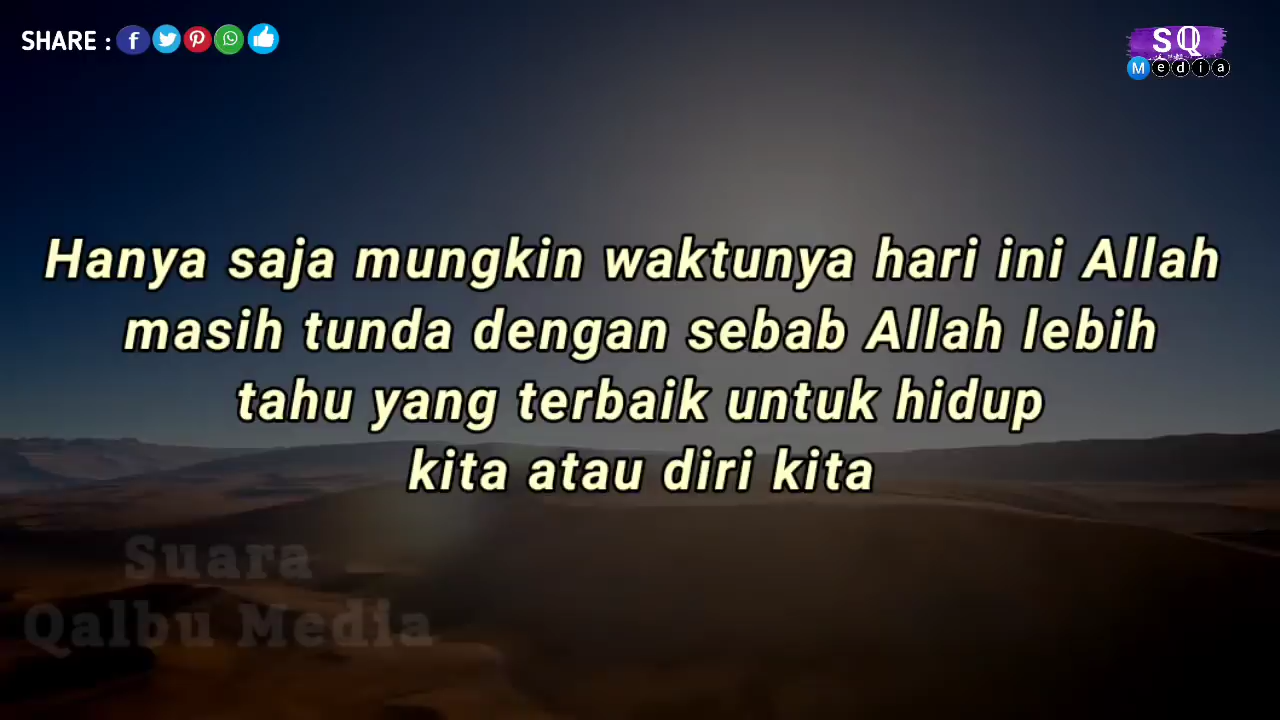 SHARE :
SQ
Media
Hanya saja mungkin waktunya hari ini Allah
masih tunda dengan sebab Allah lebih
tahu yang terbaik untuk hidup
kita atau diri kita
Suara
Qalbu Media